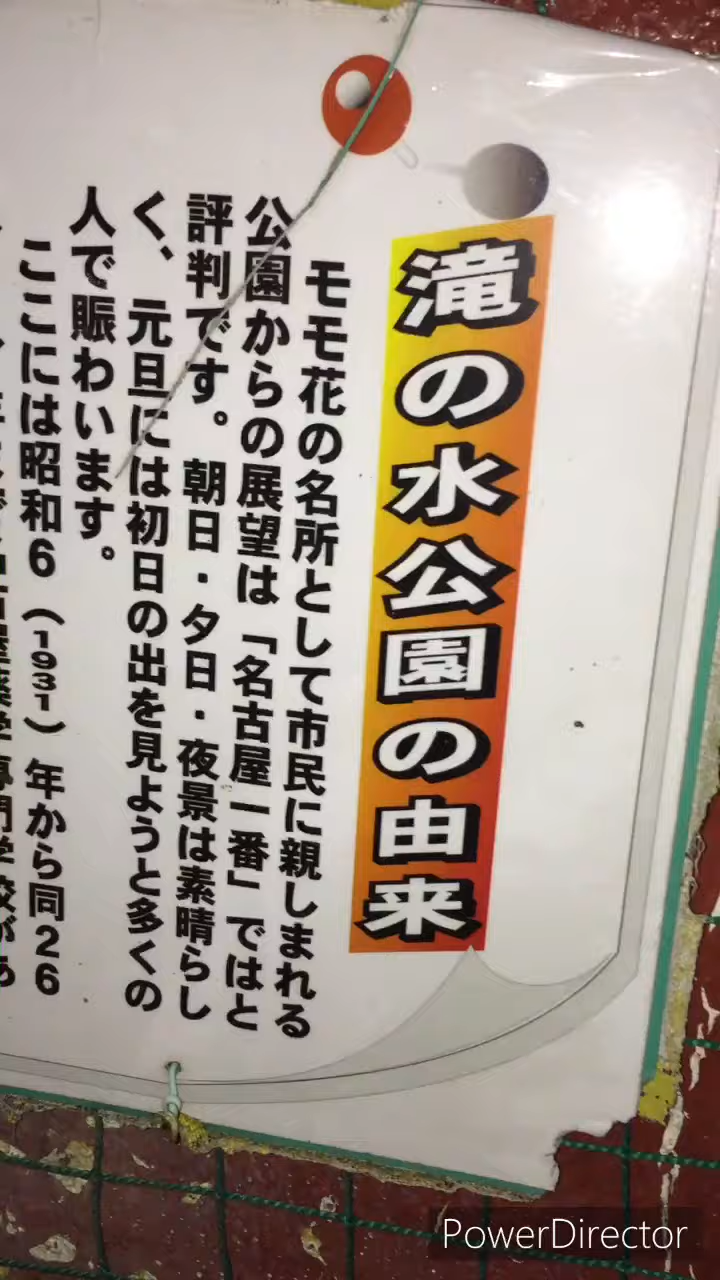 滝の水公園の由来
モモ花の名所として市民に親しまれる
公園からの展望は「名古屋一番」ではと
評判です。朝日・夕日・夜景は素晴らし
く、元旦には初日の出を見ようと多くの
人で賑わいます。
ここには昭和6（1931）年から同26
PowerDirector